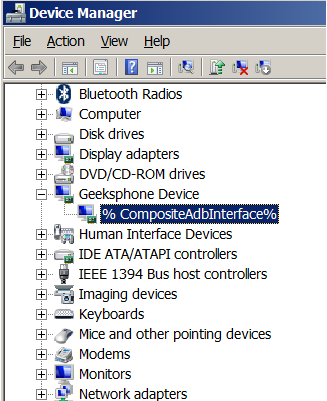 Device Manager
File Action View Help
Bluetooth Radios
Computer
Disk drives
Display adapters
DVD/CD-ROM drives
Geeksphone Device
% CompositeAdbInterface%
Human Interface Devices
IDE ATA/ATAPI controllers
IEEE 1394 Bus host controllers
Imaging devices
Keyboards
Mice and other pointing devices
Modems
Monitors
Network adapters